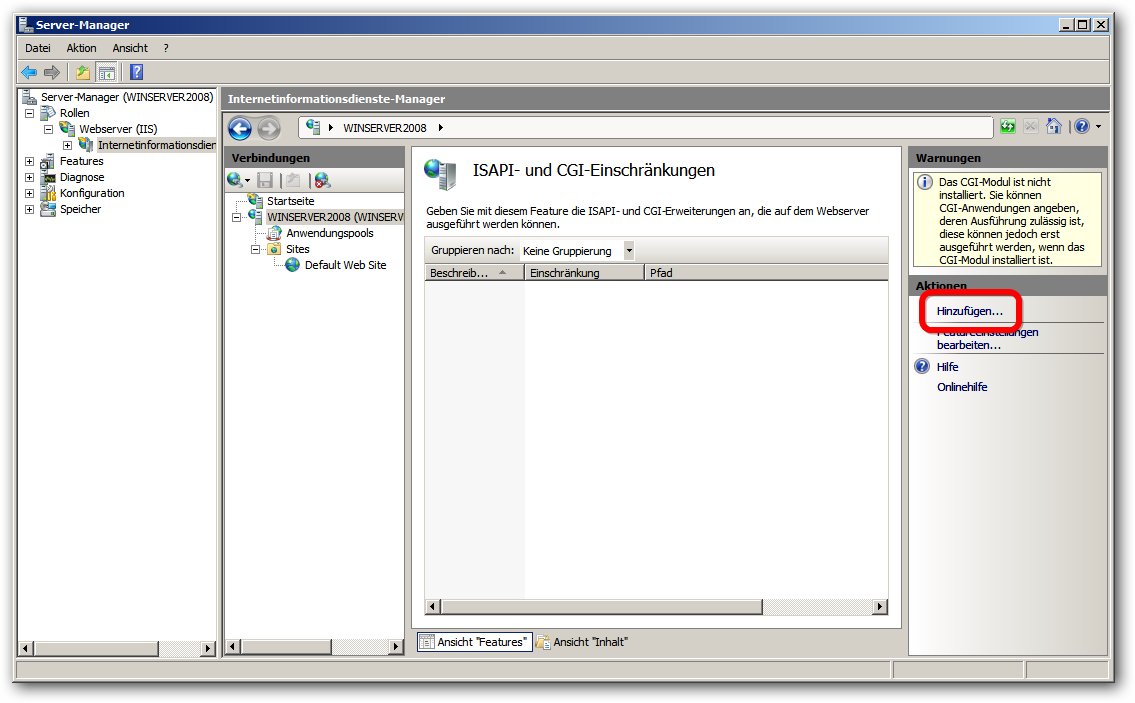 Server-Manager
Datei Aktion Ansicht ?
Server-Manager (WINSERVER2008)
Rollen
Webserver (IIS)
Internetinformationsdien
Features
Diagnose
Konfiguration
Speicher
Internetinformationsdienste-Manager
WINSERVER2008
Verbindungen
Startseite
WINSERVER2008 (WINSERV
Anwendungspools
Sites
Default Web Site
ISAPI- und CGI-Einschränkungen
Geben Sie mit diesem Feature die ISAPI- und CGI-Erweiterungen an, die auf dem Webserver
ausgeführt werden können.
Gruppieren nach: Keine Gruppierung
Beschreib... Einschränkung Pfad
Ansicht "Features" Ansicht "Inhalt"
Warnungen
Das CGI-Modul ist nicht
installiert. Sie können
CGI-Anwendungen angeben,
deren Ausführung zulässig ist,
diese können jedoch erst
ausgeführt werden, wenn das
CGI-Modul installiert ist.
Aktionen
Hinzufügen...
Featureeinstellungen
bearbeiten...
Hilfe
Onlinehilfe